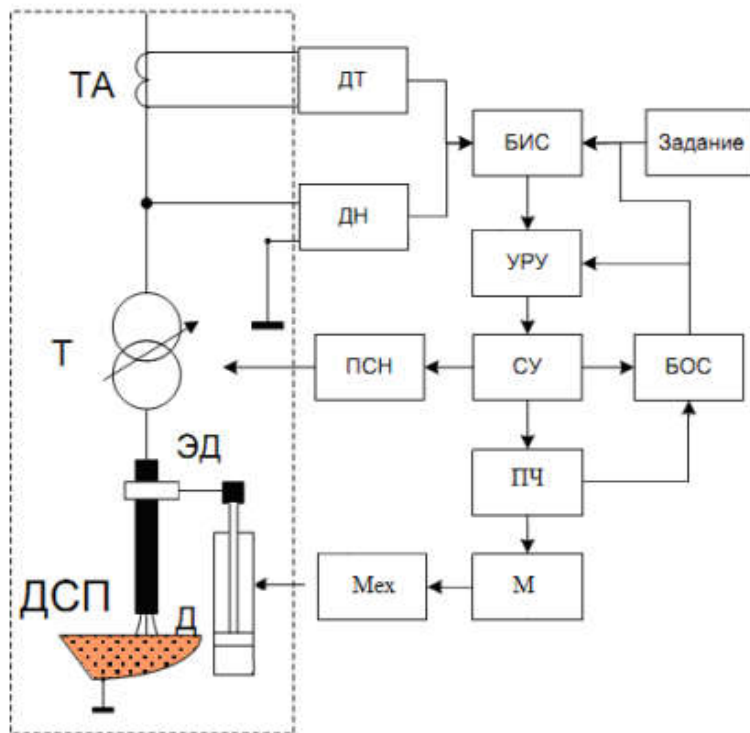 ТА
ДТ
БИС
Задание
ДН
УРУ
Т
ПСН
СУ
БОС
ЭД
ПЧ
ДСП
Д
Мех
М